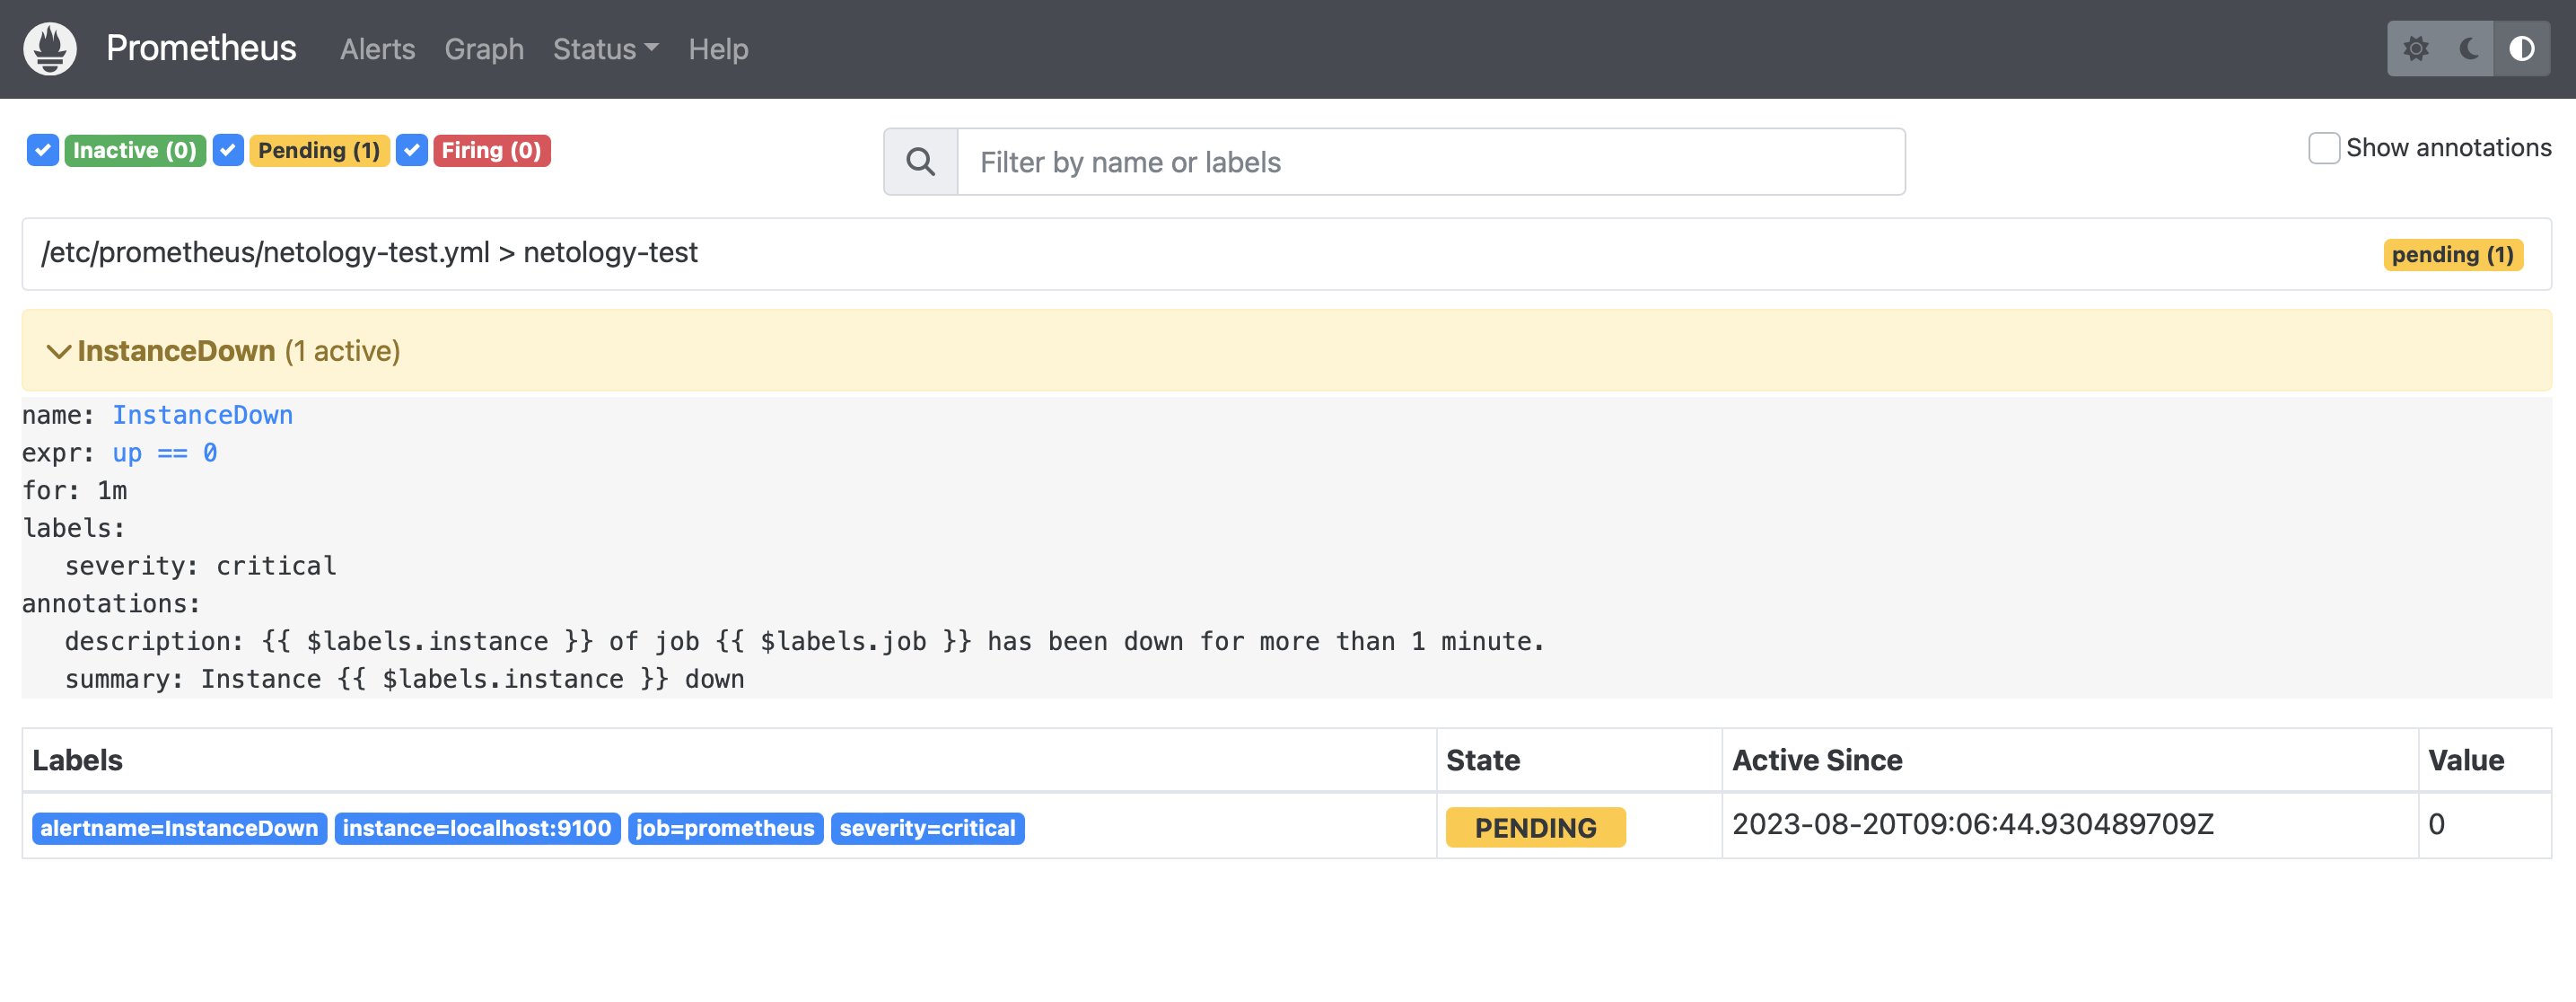 Prometheus Alerts Graph Status Help
Inactive (0) Pending (1) Firing (0) Filter by name or labels Show annotations
/etc/prometheus/netology-test.yml > netology-test pending (1)
InstanceDown (1 active)
name: InstanceDown
expr: up == 0
for: 1m
labels:
severity: critical
annotations:
description: {{ $labels.instance }} of job {{ $labels.job }} has been down for more than 1 minute.
summary: Instance {{ $labels.instance }} down
Labels State Active Since Value
alertname=InstanceDown instance=localhost:9100 job=prometheus severity=critical PENDING 2023-08-20T09:06:44.930489709Z 0